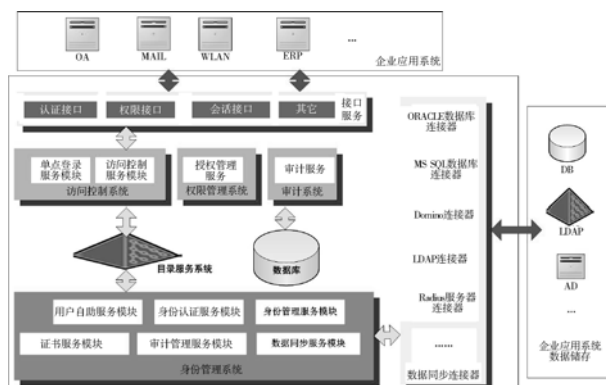 OA
MAIL
WLAN
ERP
...
企业应用系统
认证接口
权限接口
会话接口
其它
接口
服务
单点登录
服务模块
访问控制
服务模块
访问控制系统
授权管理
服务
权限管理系统
审计服务
审计系统
目录服务系统
数据库
用户自助服务模块
身份认证服务模块
身份管理服务模块
证书服务模块
审计管理服务模块
数据同步服务模块
身份管理系统
ORACLE数据库
连接器
MS SQL数据库
连接器
Domino连接器
LDAP连接器
Radius服务器
连接器
......
数据同步连接器
DB
LDAP
AD
...
企业应用系统
数据储存